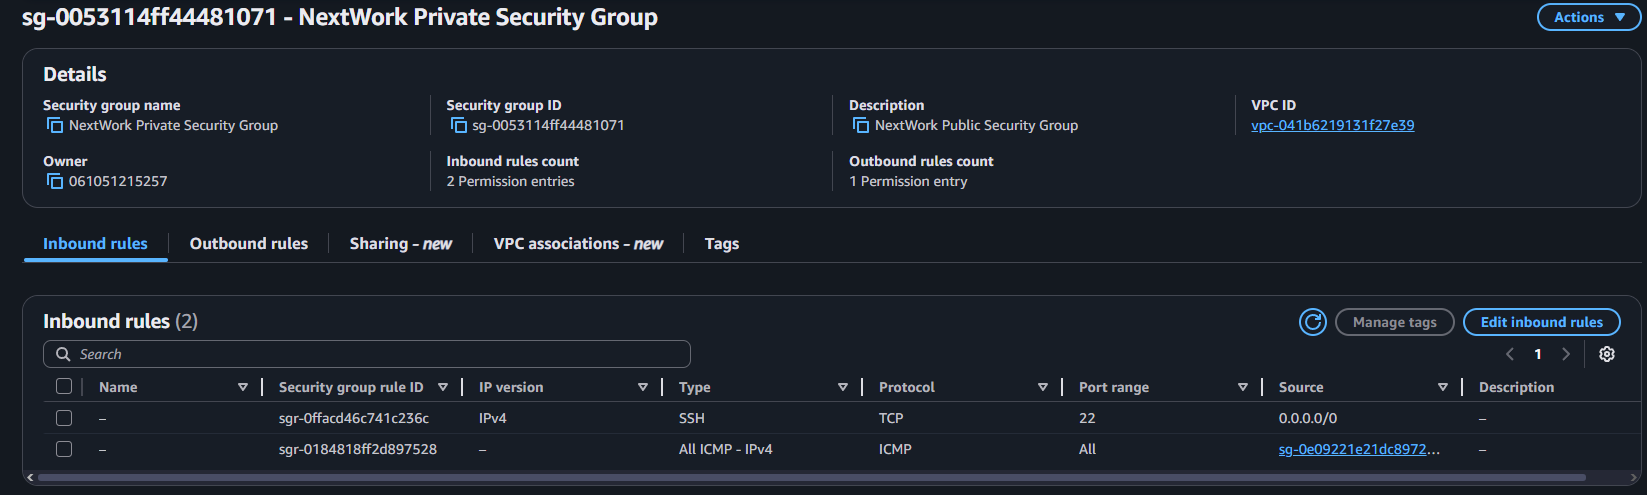 sg-0053114ff44481071 - NextWork Private Security Group
Actions
Details
Security group name
NextWork Private Security Group
Security group ID
sg-0053114ff44481071
Description
NextWork Public Security Group
VPC ID
vpc-041b6219131f27e39
Owner
061051215257
Inbound rules count
2 Permission entries
Outbound rules count
1 Permission entry
Inbound rules Outbound rules Sharing - new VPC associations - new Tags
Inbound rules (2)
Manage tags Edit inbound rules
Search
1
Name Security group rule ID IP version Type Protocol Port range Source Description
– sgr-0ffacd46c741c236c IPv4 SSH TCP 22 0.0.0.0/0 –
– sgr-0184818ff2d897528 – All ICMP - IPv4 ICMP All sg-0e09221e21dc8972... –